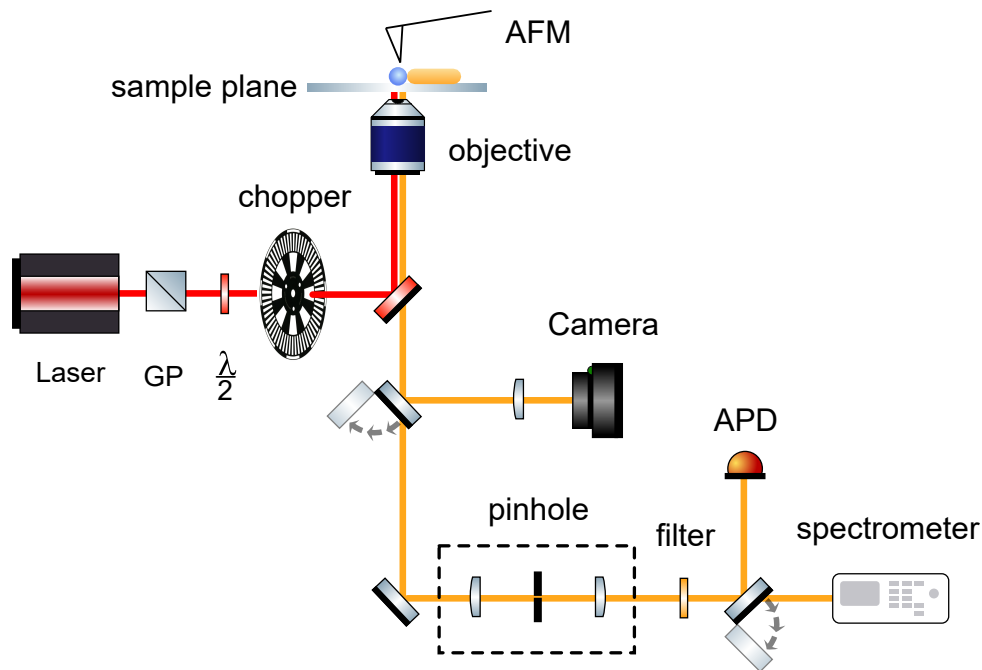 AFM
sample plane
objective
chopper
Camera
Laser
GP
λ
2
APD
pinhole
filter
spectrometer